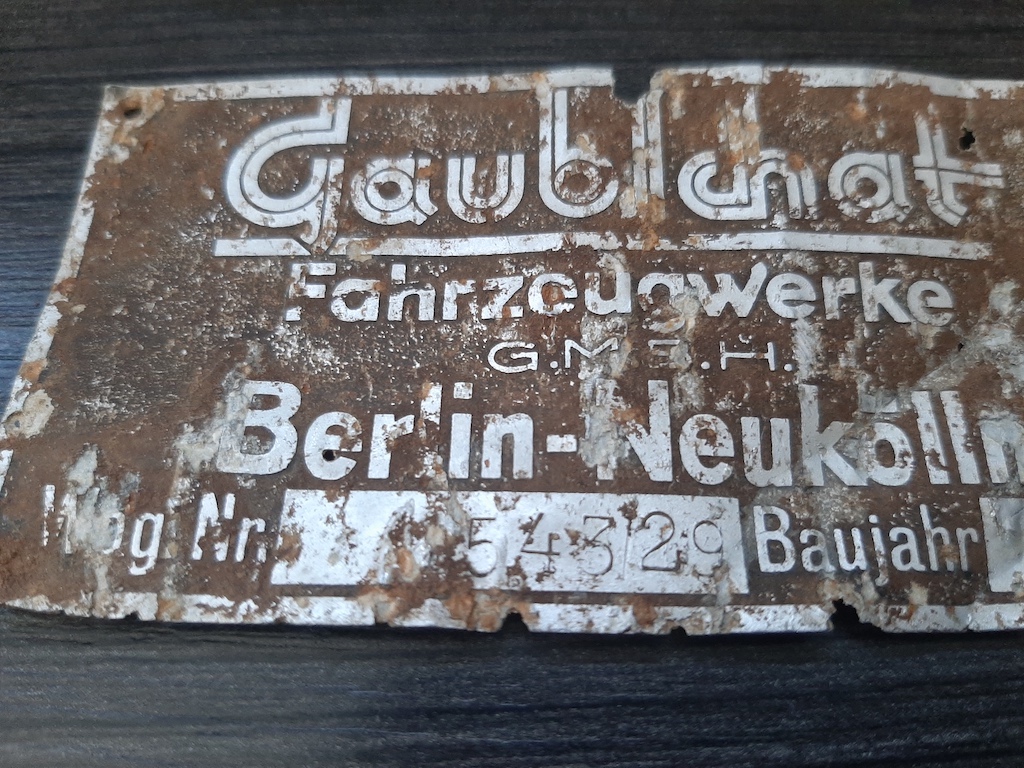 Gaubschat
Fahrzeugwerke
G.M.B.H.
Berlin-Neukölln
Wag. Nr. 54329 Baujahr